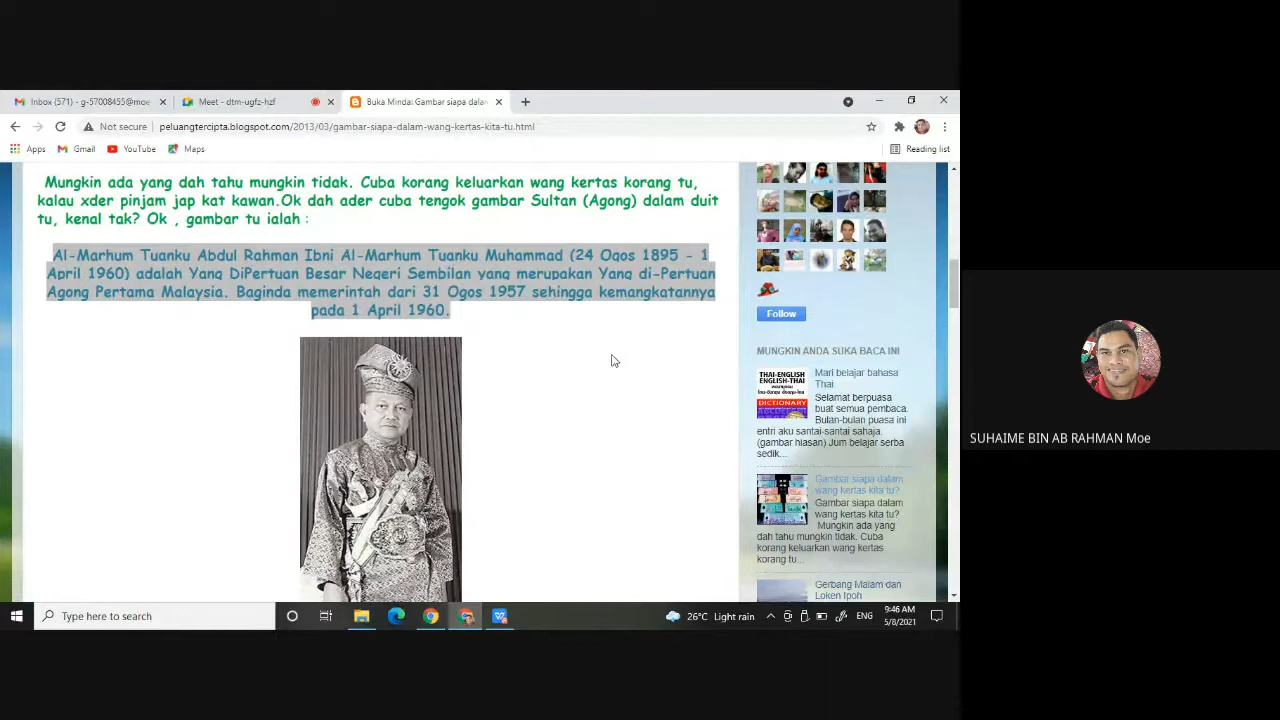 Inbox (571) - g-57008455@moe
Meet - dtm-ugfz-hzf
Buka Minda: Gambar siapa dalam
Not secure
peluangtercipta.blogspot.com/2013/03/gambar-siapa-dalam-wang-kertas-kita-tu.html
Apps
Gmail
YouTube
Maps
Reading list
Mungkin ada yang dah tahu mungkin tidak. Cuba korang keluarkan wang kertas korang tu,
kalau xder pinjam jap kat kawan.Ok dah ader cuba tengok gambar Sultan (Agong) dalam duit
tu, kenal tak? Ok , gambar tu ialah :
Al-Marhum Tuanku Abdul Rahman Ibni Al-Marhum Tuanku Muhammad (24 Ogos 1895 - 1
April 1960) adalah Yang DiPertuan Besar Negeri Sembilan yang merupakan Yang di-Pertuan
Agong Pertama Malaysia. Baginda memerintah dari 31 Ogos 1957 sehingga kemangkatannya
pada 1 April 1960.
Follow
MUNGKIN ANDA SUKA BACA INI
THAI-ENGLISH
ENGLISH-THAI
DICTIONARY
Mari belajar bahasa
Thai
Selamat berpuasa
buat semua pembaca.
Bulan-bulan puasa ini
entri aku santai-santai sahaja.
(gambar hiasan) Jum belajar serba
sedik...
Gambar siapa dalam
wang kertas kita tu?
Gambar siapa dalam
wang kertas kita tu?
Mungkin ada yang
dah tahu mungkin tidak. Cuba
korang keluarkan wang kertas
korang tu...
Gerbang Malam dan
Loken Ipoh
SUHAIME BIN AB RAHMAN Moe
Type here to search
26°C Light rain
ENG
9:46 AM
5/8/2021